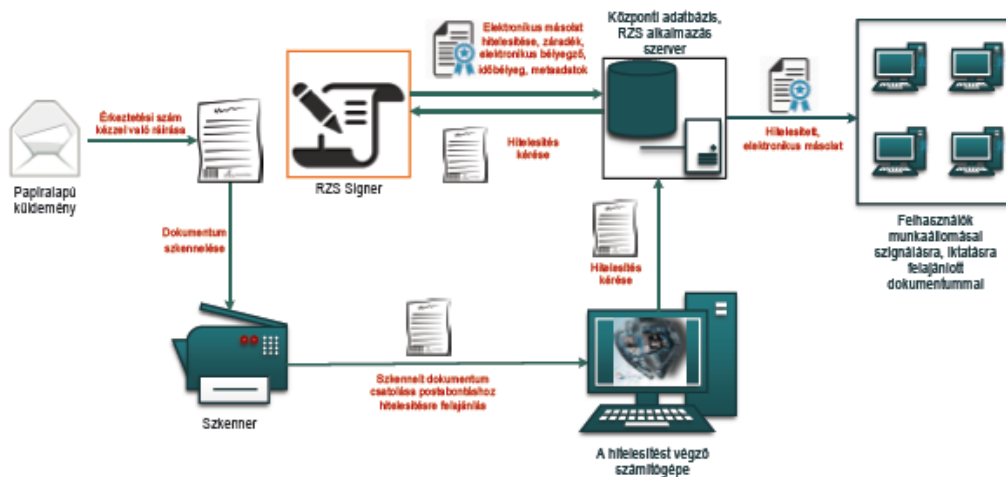 Elektronikus másolat
hitelesítése, záradék,
elektronikus bélyegző,
időbélyeg, metaadatok
Központi adatbázis,
RZS alkalmazás
szerver
Érkeztetési szám
kézzel való ráírása
Hitelesítés
kérése
Hitelesített,
elektronikus másolat
Papíralapú
küldemény
RZS Signer
Dokumentum
szkennelése
Hitelesítés
kérése
Felhasználók
munkaállomásai
szignálásra, iktatásra
felajánlott
dokumentummal
Szkennelt dokumentum
csatolása postabontáshoz
hitelesítésre felajánlás
Szkenner
A hitelesítést végző
számítógépe